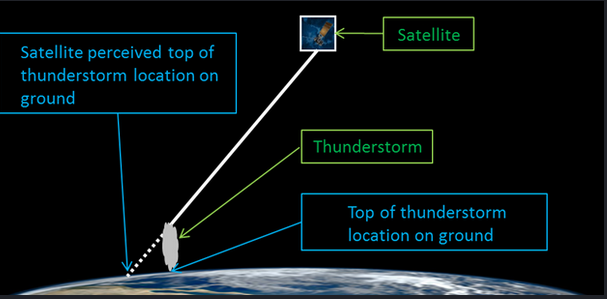 Satellite
Satellite perceived top of
thunderstorm location on
ground
Thunderstorm
Top of thunderstorm
location on ground